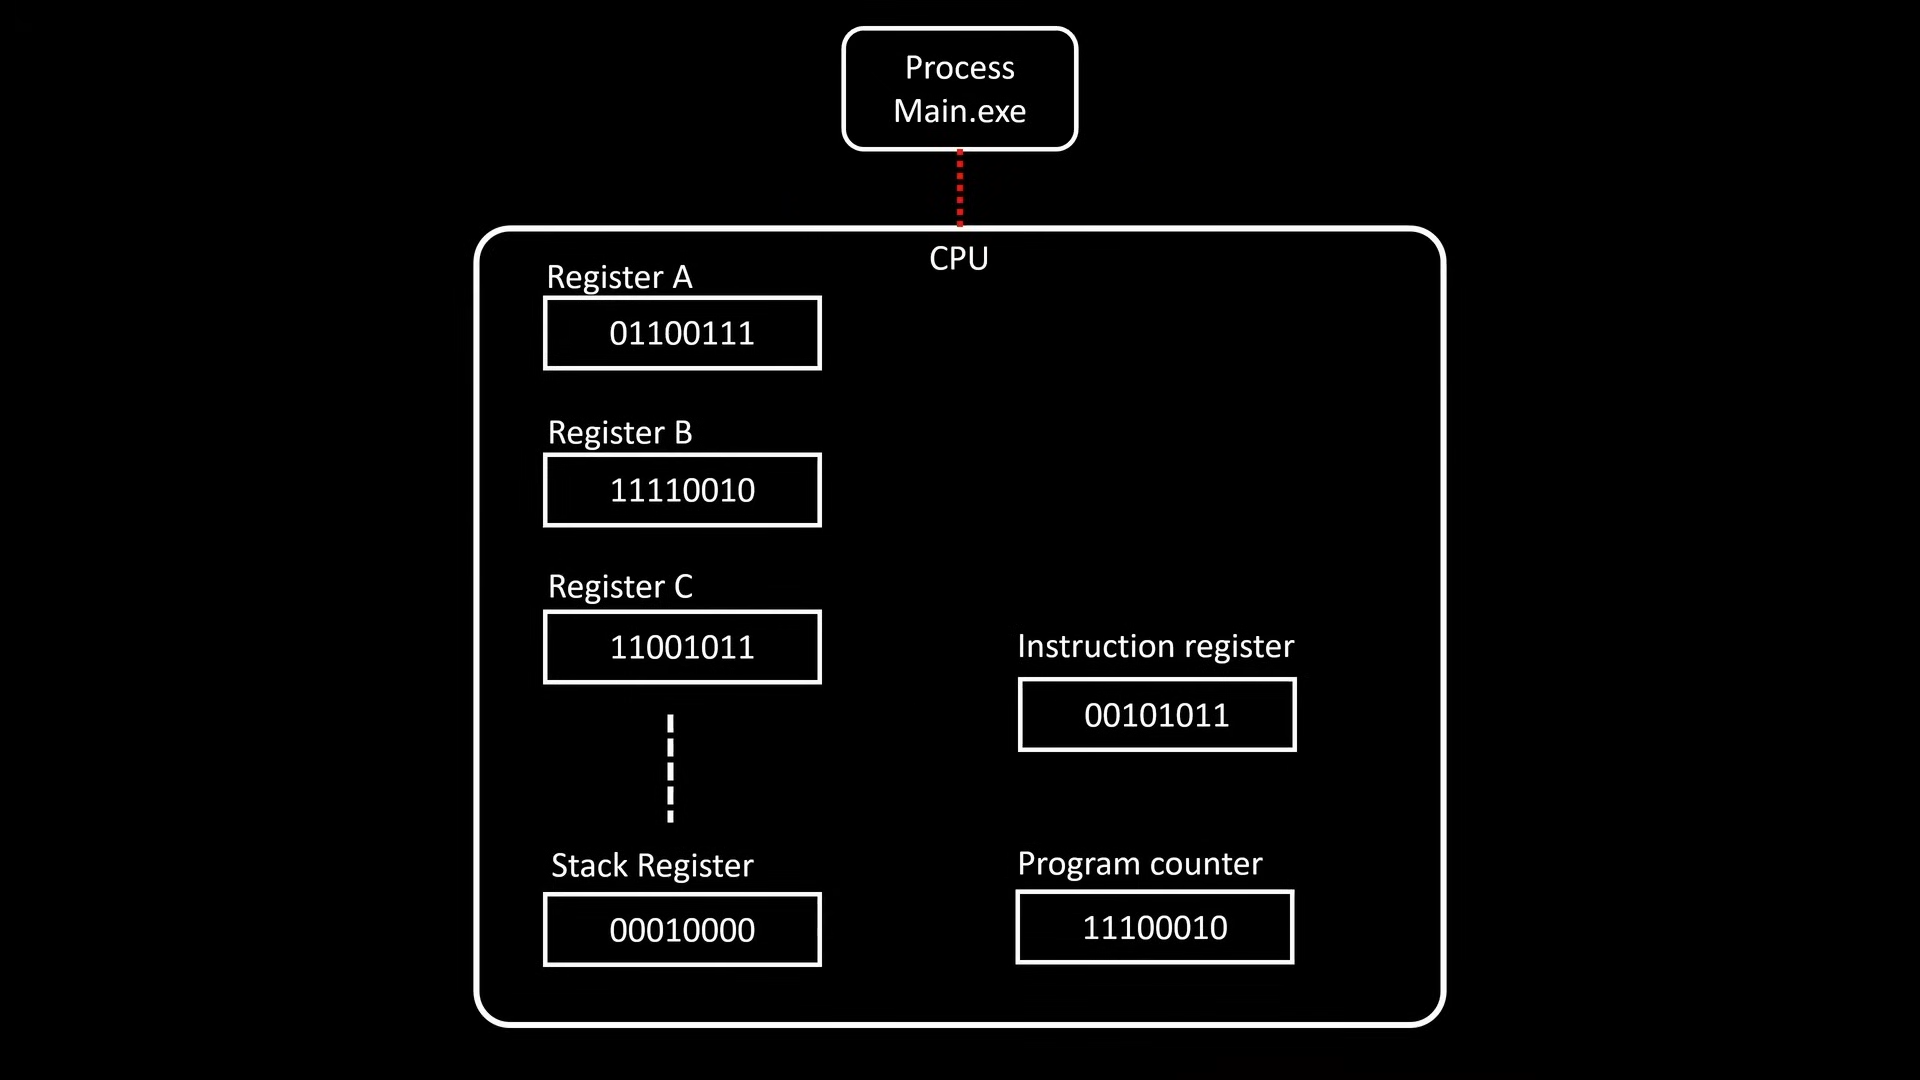 Process
Main.exe
CPU
Register A
01100111
Register B
11110010
Register C
11001011
Instruction register
00101011
Stack Register
00010000
Program counter
11100010